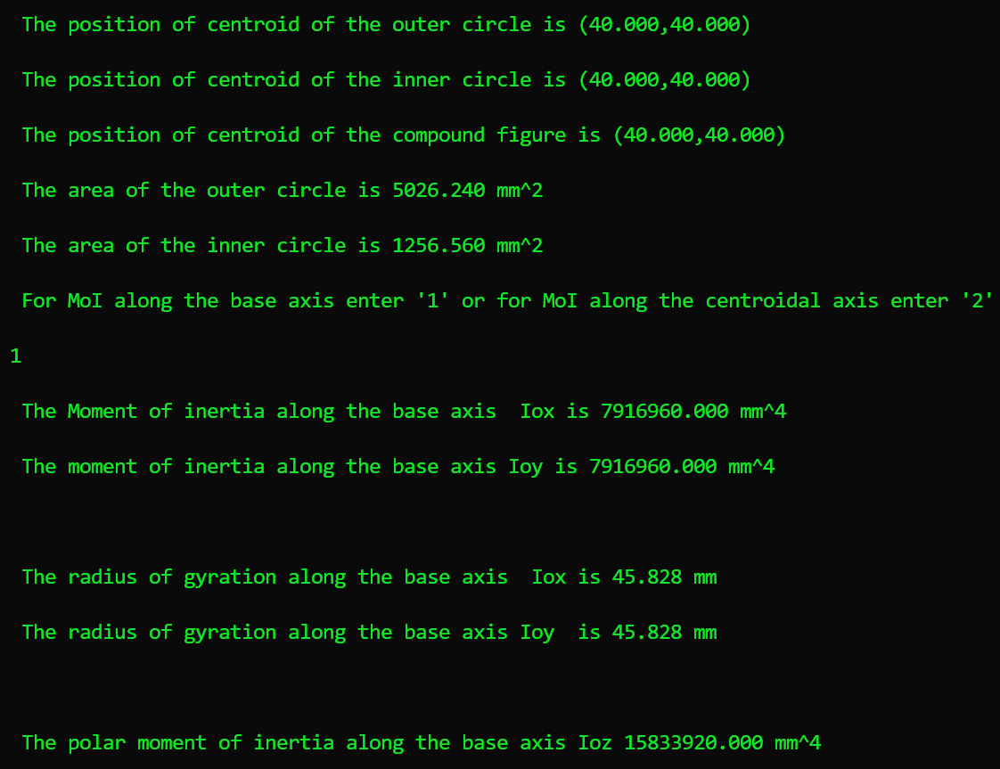 The position of centroid of the outer circle is (40.000,40.000)
The position of centroid of the inner circle is (40.000,40.000)
The position of centroid of the compound figure is (40.000,40.000)
The area of the outer circle is 5026.240 mm^2
The area of the inner circle is 1256.560 mm^2
For MoI along the base axis enter '1' or for MoI along the centroidal axis enter '2'
1
The Moment of inertia along the base axis  Iox is 7916960.000 mm^4
The moment of inertia along the base axis Ioy is 7916960.000 mm^4
The radius of gyration along the base axis  Iox is 45.828 mm
The radius of gyration along the base axis Ioy  is 45.828 mm
The polar moment of inertia along the base axis Ioz 15833920.000 mm^4